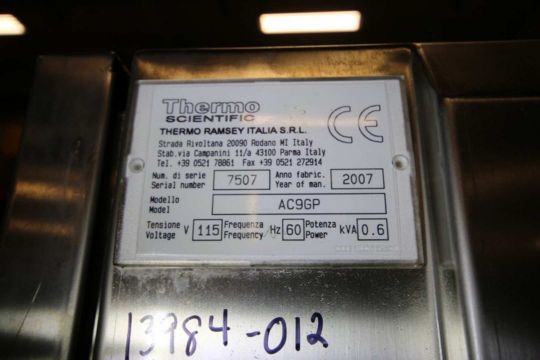 Thermo
SCIENTIFIC
CE
THERMO RAMSEY ITALIA S.R.L.
Strada Rivoltana 20090 Rodano MI Italy
Stab.via Campanini 11/a 43100 Parma Italy
Tel. +39 0521 78861 Fax +39 0521 272914
Num. di serie Anno fabric.
Serial number 7507 Year of man. 2007
Modello
Model AC9GP
Tensione V 115 Frequenza Hz 60 Potenza kVA 0.6
Voltage Frequency Power
13984-012